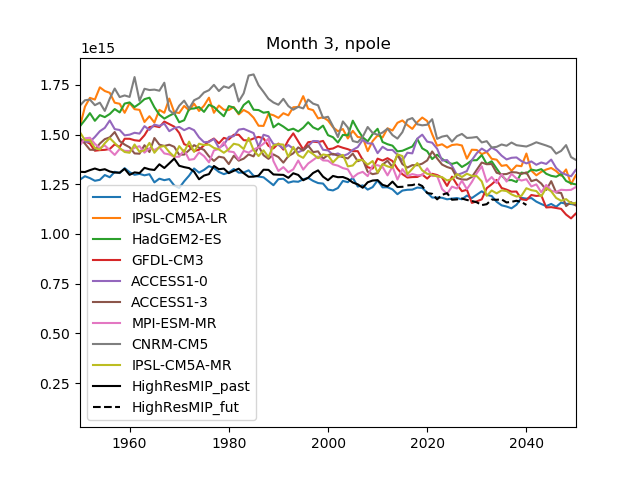 Month 3, npole
1e15
1.75
1.50
1.25
1.00
0.75
0.50
0.25
HadGEM2-ES
IPSL-CM5A-LR
HadGEM2-ES
GFDL-CM3
ACCESS1-0
ACCESS1-3
MPI-ESM-MR
CNRM-CM5
IPSL-CM5A-MR
HighResMIP_past
HighResMIP_fut
1960 1980 2000 2020 2040